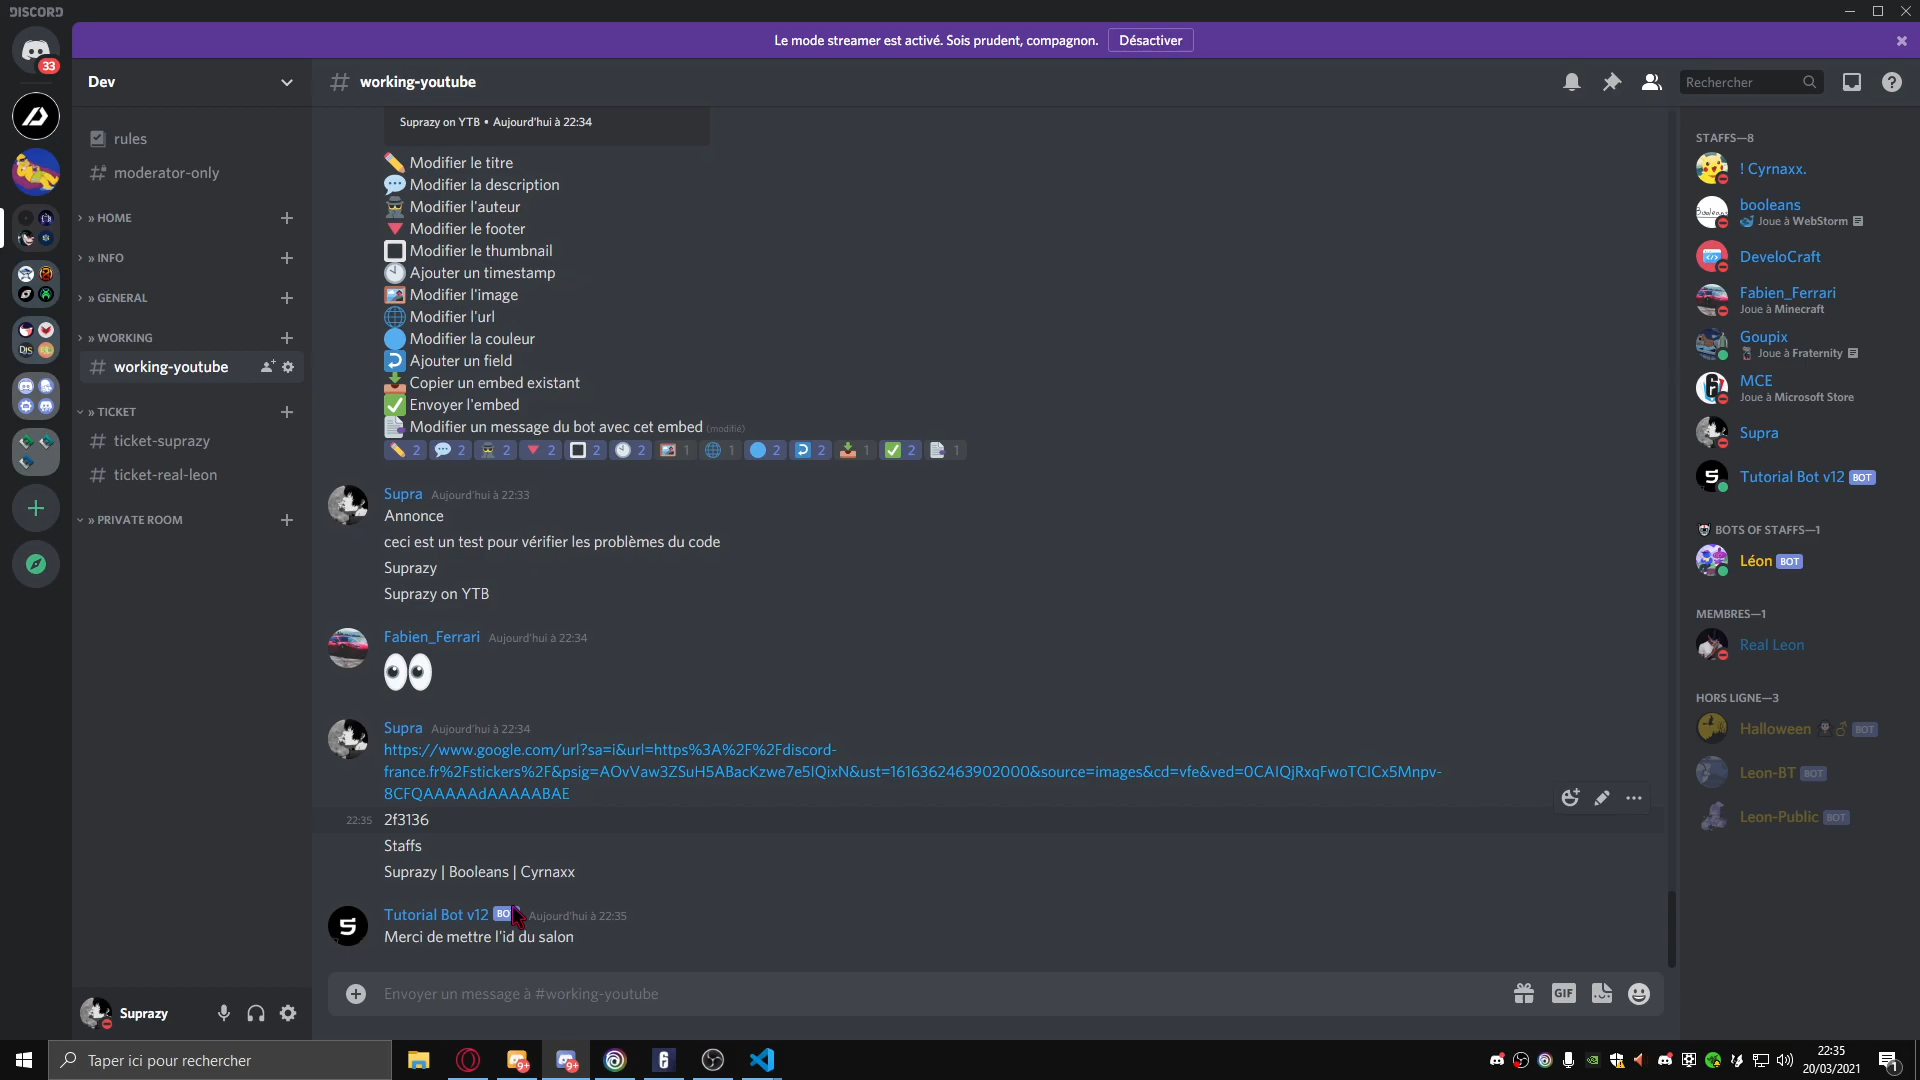 DISCORD
Le mode streamer est activé. Sois prudent, compagnon.
Désactiver
33
Dev
working-youtube
Rechercher
rules
moderator-only
» HOME
» INFO
» GENERAL
» WORKING
working-youtube
» TICKET
ticket-suprazy
ticket-real-leon
» PRIVATE ROOM
Suprazy on YTB • Aujourd'hui à 22:34
Modifier le titre
Modifier la description
Modifier l'auteur
Modifier le footer
Modifier le thumbnail
Ajouter un timestamp
Modifier l'image
Modifier l'url
Modifier la couleur
Ajouter un field
Copier un embed existant
Envoyer l'embed
Modifier un message du bot avec cet embed (modifié)
2 2 2 2 2 2 1 1 2 2 1 2 1
Supra Aujourd'hui à 22:33
Annonce
ceci est un test pour vérifier les problèmes du code
Suprazy
Suprazy on YTB
Fabien_Ferrari Aujourd'hui à 22:34
Supra Aujourd'hui à 22:34
https://www.google.com/url?sa=i&url=https%3A%2F%2Fdiscord-
france.fr%2Fstickers%2F&psig=AOvVaw3ZSuH5ABacKzwe7e5IQixN&ust=1616362463902000&source=images&cd=vfe&ved=0CAIQjRxqFwoTCICx5Mnpv-
8CFQAAAAAdAAAAABAE
22:35 2f3136
Staffs
Suprazy | Booleans | Cyrnaxx
Tutorial Bot v12 Aujourd'hui à 22:35
Merci de mettre l'id du salon
Envoyer un message à #working-youtube
GIF
STAFFS—8
! Cyrnaxx.
booleans
Joue à WebStorm
DeveloCraft
Fabien_Ferrari
Joue à Minecraft
Goupix
Joue à Fraternity
MCE
Joue à Microsoft Store
Supra
Tutorial Bot v12 BOT
BOTS OF STAFFS—1
Léon BOT
MEMBRES—1
Real Leon
HORS LIGNE—3
Halloween BOT
Leon-BT BOT
Leon-Public BOT
Suprazy
Taper ici pour rechercher
9+
9+
22:35
20/03/2021
1